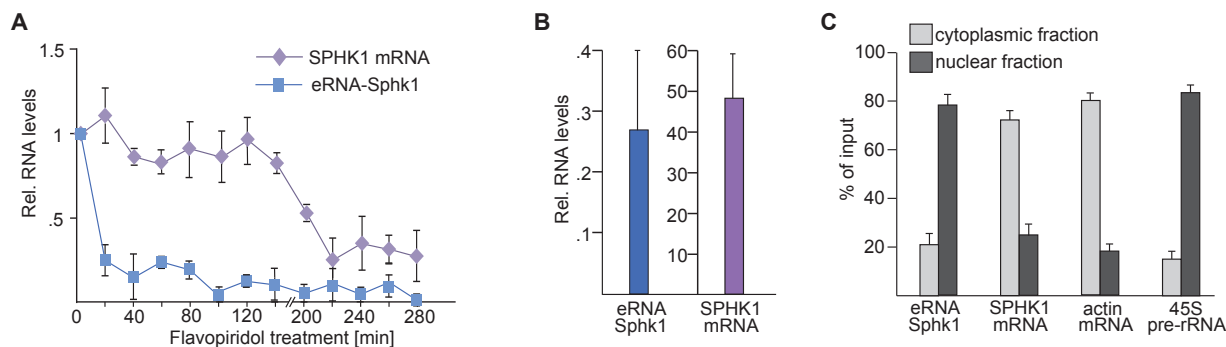 A
Rel. RNA levels
1.5
1
.5
SPHK1 mRNA
eRNA-Sphk1
0 40 80 120 200 240 280
Flavopiridol treatment [min]
B
Rel. RNA levels
.4
.3
.2
.1
60
50
40
30
20
10
eRNA
Sphk1
SPHK1
mRNA
C
cytoplasmic fraction
nuclear fraction
% of input
100
80
60
40
20
eRNA
Sphk1
SPHK1
mRNA
actin
mRNA
45S
pre-rRNA